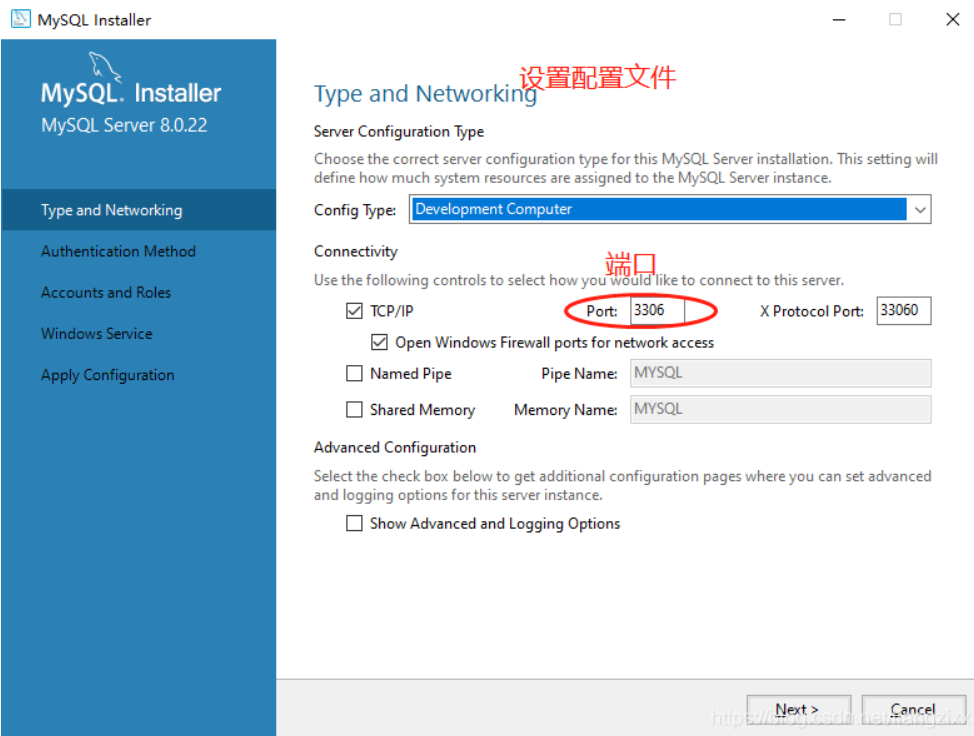 MySQL Installer
MySQL. Installer
MySQL Server 8.0.22
Type and Networking
Authentication Method
Accounts and Roles
Windows Service
Apply Configuration
设置配置文件
Type and Networking
Server Configuration Type
Choose the correct server configuration type for this MySQL Server installation. This setting will
define how much system resources are assigned to the MySQL Server instance.
Config Type: Development Computer
Connectivity
端口
Use the following controls to select how you would like to connect to this server.
TCP/IP Port: 3306 X Protocol Port: 33060
Open Windows Firewall ports for network access
Named Pipe Pipe Name: MYSQL
Shared Memory Memory Name: MYSQL
Advanced Configuration
Select the check box below to get additional configuration pages where you can set advanced
and logging options for this server instance.
Show Advanced and Logging Options
Next > Cancel